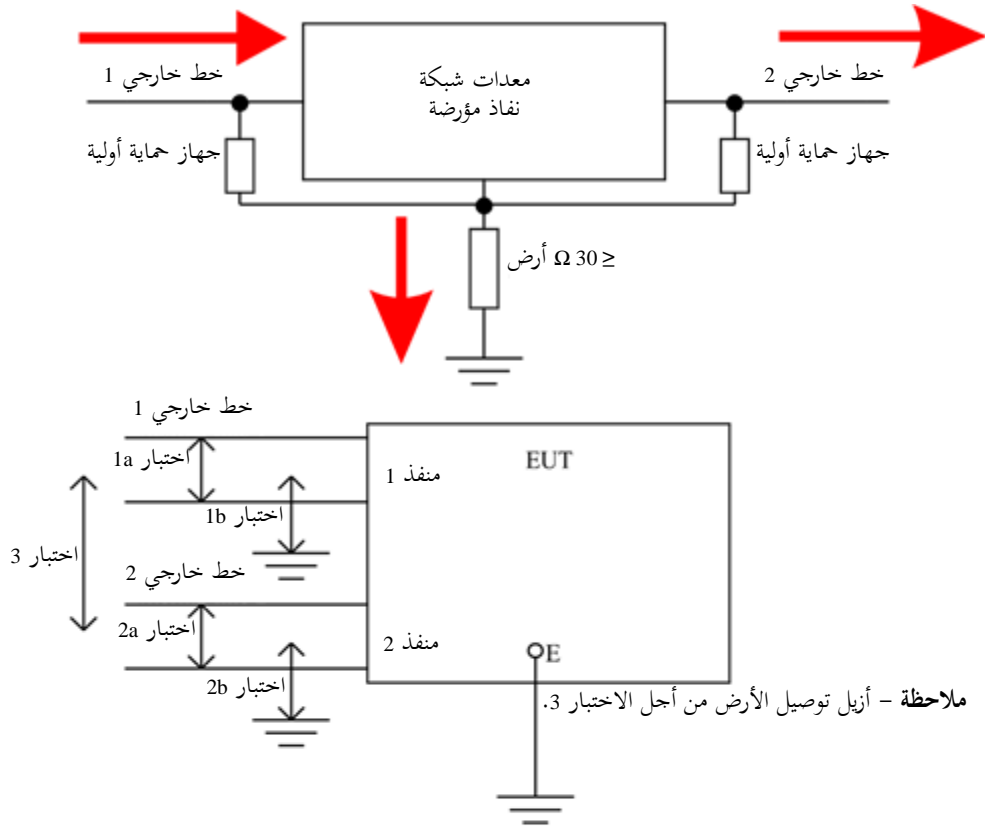 خط خارجي 1
معدات شبكة
نفاذ مؤرضة
خط خارجي 2
جهاز حماية أولية
جهاز حماية أولية
≤ 30 Ω أرض
خط خارجي 1
اختبار 1a
منفذ 1
EUT
اختبار 1b
اختبار 3
خط خارجي 2
اختبار 2a
منفذ 2
E
اختبار 2b
ملاحظة – أزيل توصيل الأرض من أجل الاختبار 3.